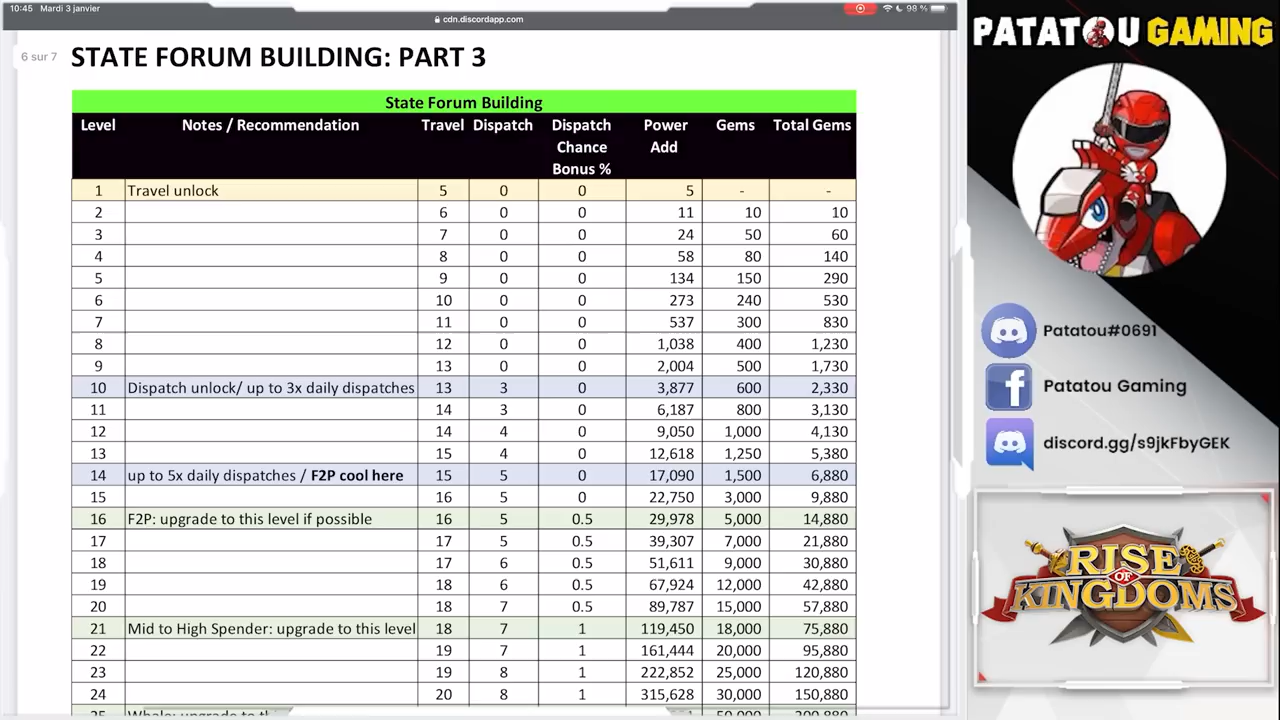 10:45 Mardi 3 janvier
98 %
cdn.discordapp.com
6 sur 7
STATE FORUM BUILDING: PART 3
State Forum Building
Level Notes / Recommendation Travel Dispatch Dispatch Chance Bonus % Power Add Gems Total Gems
1 Travel unlock 5 0 0 5 - -
2 6 0 0 11 10 10
3 7 0 0 24 50 60
4 8 0 0 58 80 140
5 9 0 0 134 150 290
6 10 0 0 273 240 530
7 11 0 0 537 300 830
8 12 0 0 1,038 400 1,230
9 13 0 0 2,004 500 1,730
10 Dispatch unlock/ up to 3x daily dispatches 13 3 0 3,877 600 2,330
11 14 3 0 6,187 800 3,130
12 14 4 0 9,050 1,000 4,130
13 15 4 0 12,618 1,250 5,380
14 up to 5x daily dispatches / F2P cool here 15 5 0 17,090 1,500 6,880
15 16 5 0 22,750 3,000 9,880
16 F2P: upgrade to this level if possible 16 5 0.5 29,978 5,000 14,880
17 17 5 0.5 39,307 7,000 21,880
18 17 6 0.5 51,611 9,000 30,880
19 18 6 0.5 67,924 12,000 42,880
20 18 7 0.5 89,787 15,000 57,880
21 Mid to High Spender: upgrade to this level 18 7 1 119,450 18,000 75,880
22 19 7 1 161,444 20,000 95,880
23 19 8 1 222,852 25,000 120,880
24 20 8 1 315,628 30,000 150,880
PATATOU GAMING
Patatou#0691
Patatou Gaming
discord.gg/s9jkFbyGEK
RISE
OF
KINGDOMS